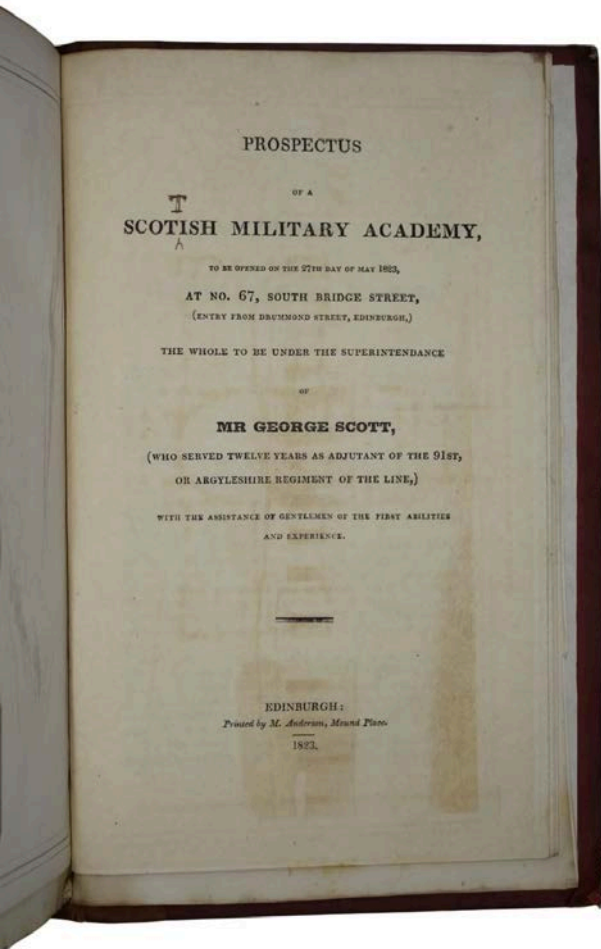 PROSPECTUS
OF A
T
SCOTISH MILITARY ACADEMY,
^
TO BE OPENED ON THE 27TH DAY OF MAY 1823,
AT NO. 67, SOUTH BRIDGE STREET,
(ENTRY FROM DRUMMOND STREET, EDINBURGH,)
THE WHOLE TO BE UNDER THE SUPERINTENDANCE
OF
MR GEORGE SCOTT,
(WHO SERVED TWELVE YEARS AS ADJUTANT OF THE 91ST,
OR ARGYLESHIRE REGIMENT OF THE LINE,)
WITH THE ASSISTANCE OF GENTLEMEN OF THE FIRST ABILITIES
AND EXPERIENCE.
EDINBURGH:
Printed by M. Anderson, Mound Place.
1823.